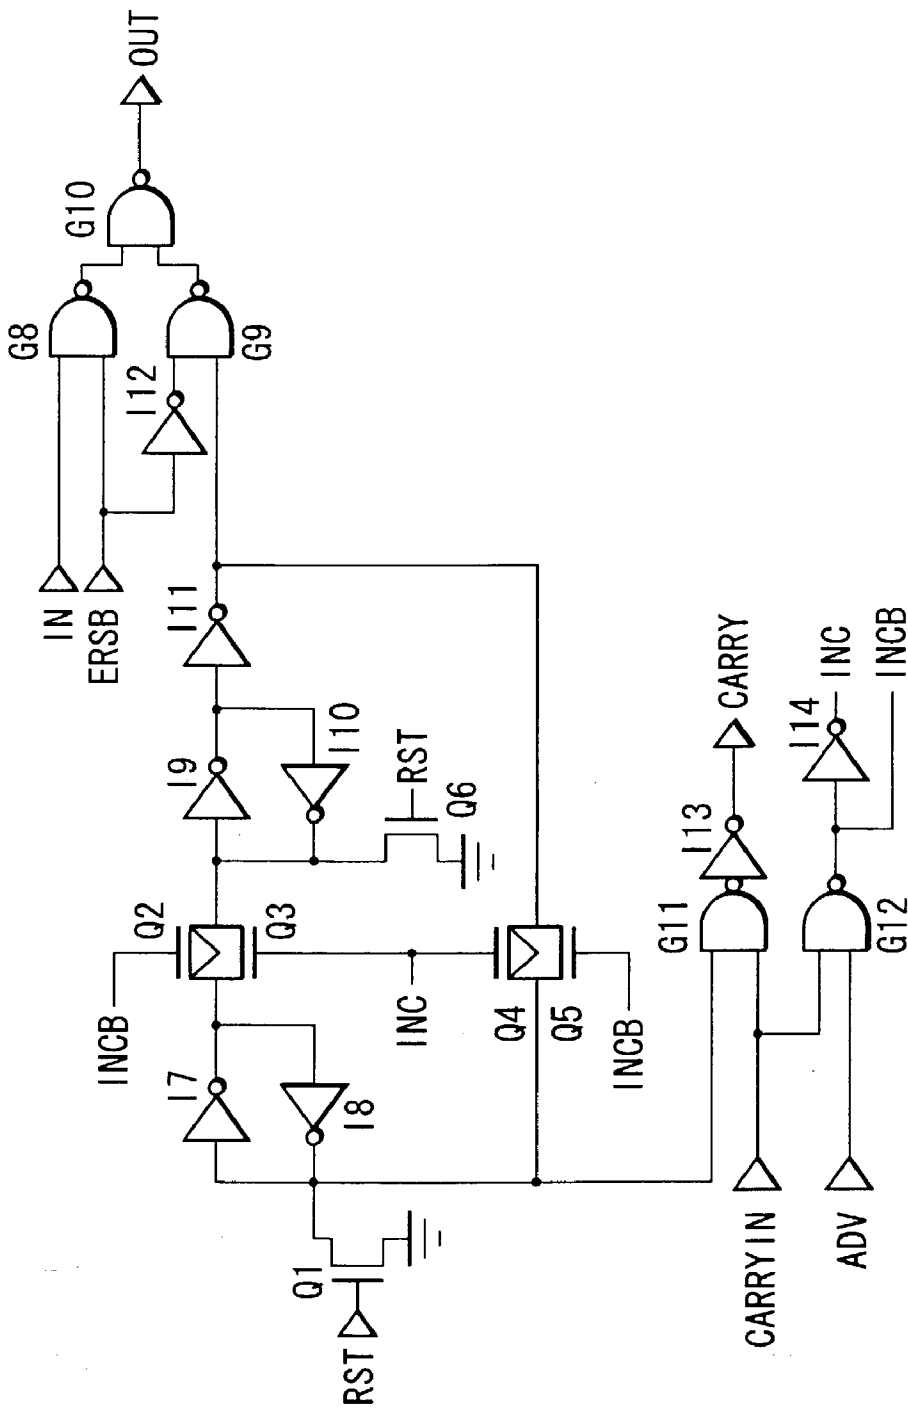 OUT
G10
G8
G9
I12
IN
ERSB
I11
I9
I10
RST
Q6
Q2
Q3
INCB
INC
Q4
Q5
INCB
I7
I8
Q1
RST
CARRY
INC
INCB
I14
I13
G11
G12
CARRYIN
ADV